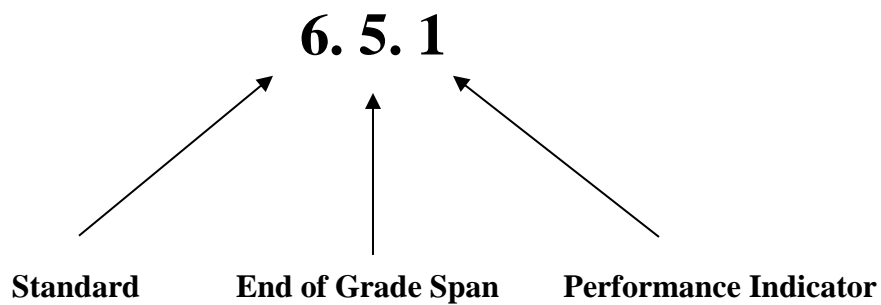 6. 5. 1
Standard End of Grade Span Performance Indicator